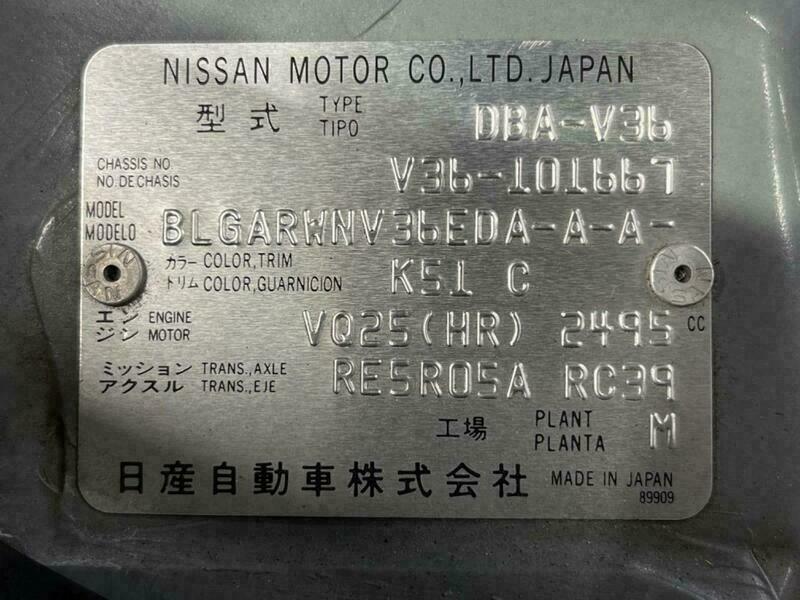 NISSAN MOTOR CO.,LTD. JAPAN
型式 TYPE TIPO DBA-V36
CHASSIS NO. NO. DE CHASIS V36-101667
MODEL MODELO BLGARWNV36EDA-A-A-
カラー COLOR,TRIM
トリム COLOR,GUARNICION K51 C
エンジン ENGINE MOTOR VQ25(HR) 2495 CC
ミッション TRANS.,AXLE
アクスル TRANS.,EJE RE5R05A RC39
工場 PLANT PLANTA M
日産自動車株式会社 MADE IN JAPAN
89909